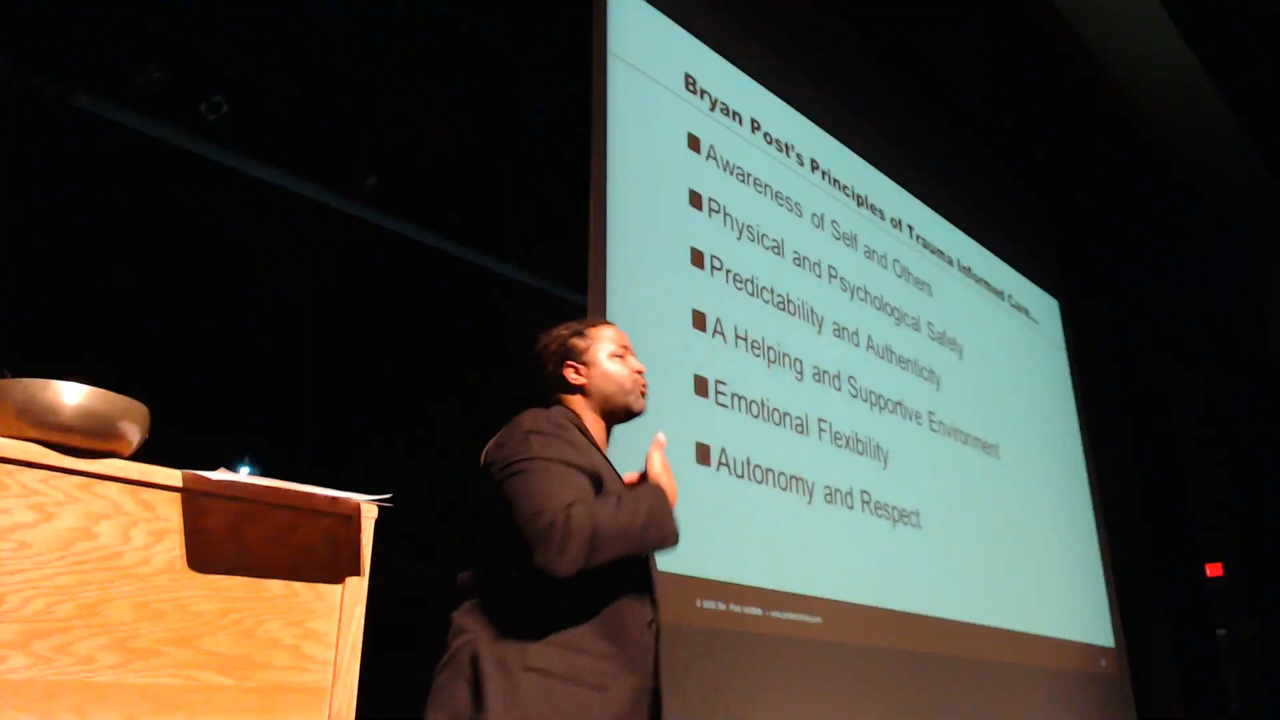 Bryan Post's Principles of Trauma Informed Care...
Awareness of Self and Others
Physical and Psychological Safety
Predictability and Authenticity
A Helping and Supportive Environment
Emotional Flexibility
Autonomy and Respect